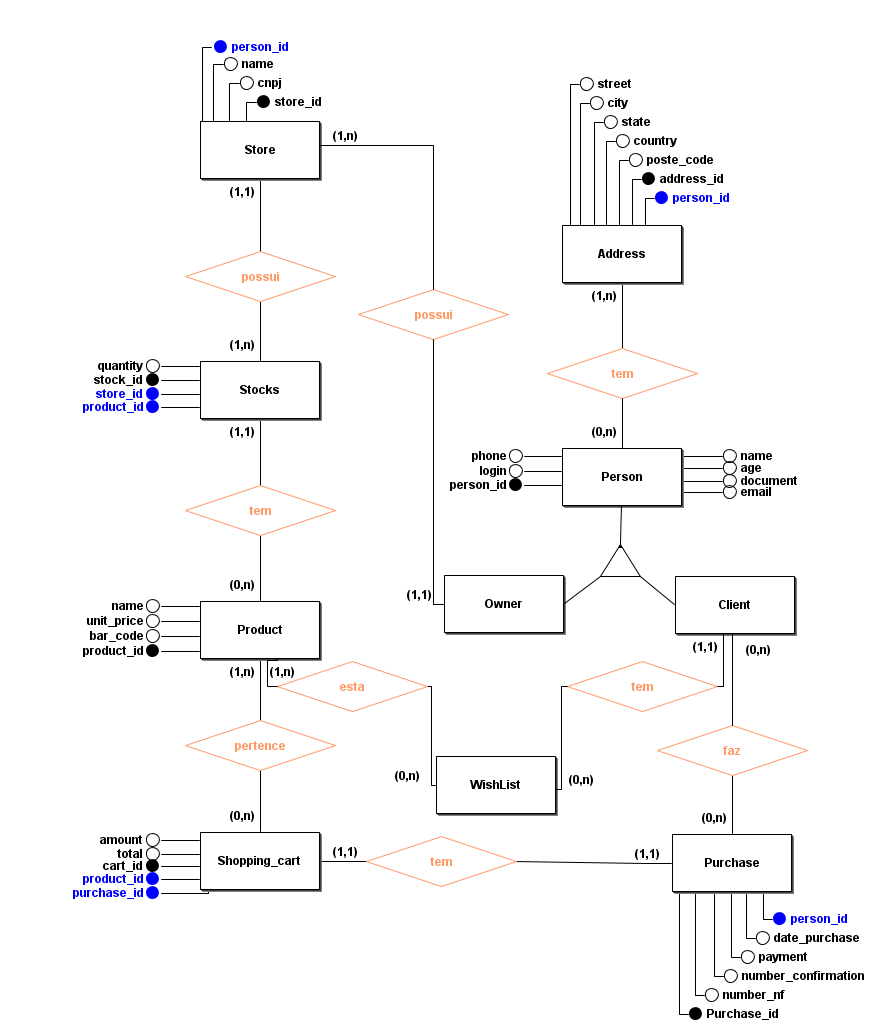 person_id
name
cnpj
store_id
Store
(1,n)
(1,1)
possui
(1,n)
street
city
state
country
poste_code
address_id
person_id
Address
(1,n)
possui
tem
(0,n)
quantity
stock_id
store_id
product_id
Stocks
(1,1)
phone
login
person_id
Person
name
age
document
email
tem
(0,n)
(1,1)
Owner
Client
name
unit_price
bar_code
product_id
Product
(1,n)
(1,n)
(1,1)
(0,n)
esta
tem
pertence
faz
(0,n)
WishList
(0,n)
(0,n)
(0,n)
amount
total
cart_id
product_id
purchase_id
Shopping_cart
(1,1)
tem
(1,1)
Purchase
person_id
date_purchase
payment
number_confirmation
number_nf
Purchase_id